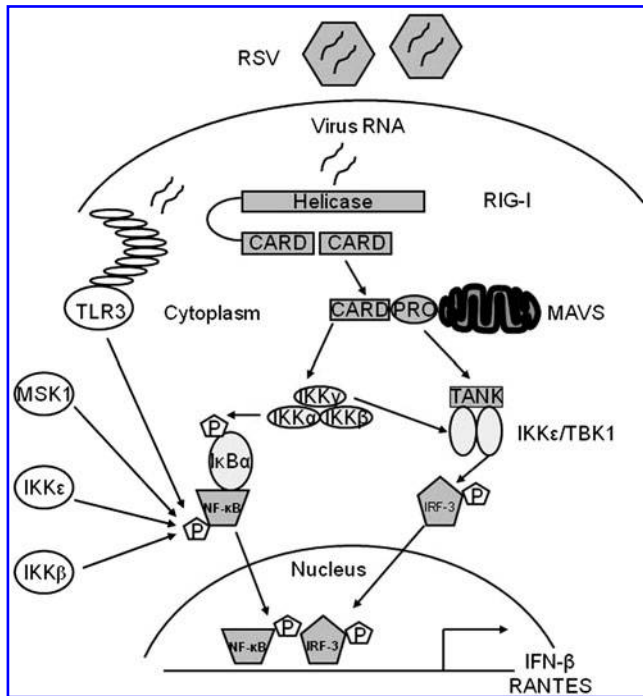 RSV
Virus RNA
Helicase
RIG-I
CARD CARD
TLR3
Cytoplasm
CARD PRO
MAVS
MSK1
IKKγ
IKKα IKKβ
TANK
P
IκBα
IKKε/TBK1
IKKε
NF-κB
P
IRF-3
P
IKKβ
Nucleus
NF-κB
P
IRF-3
P
IFN-β
RANTES